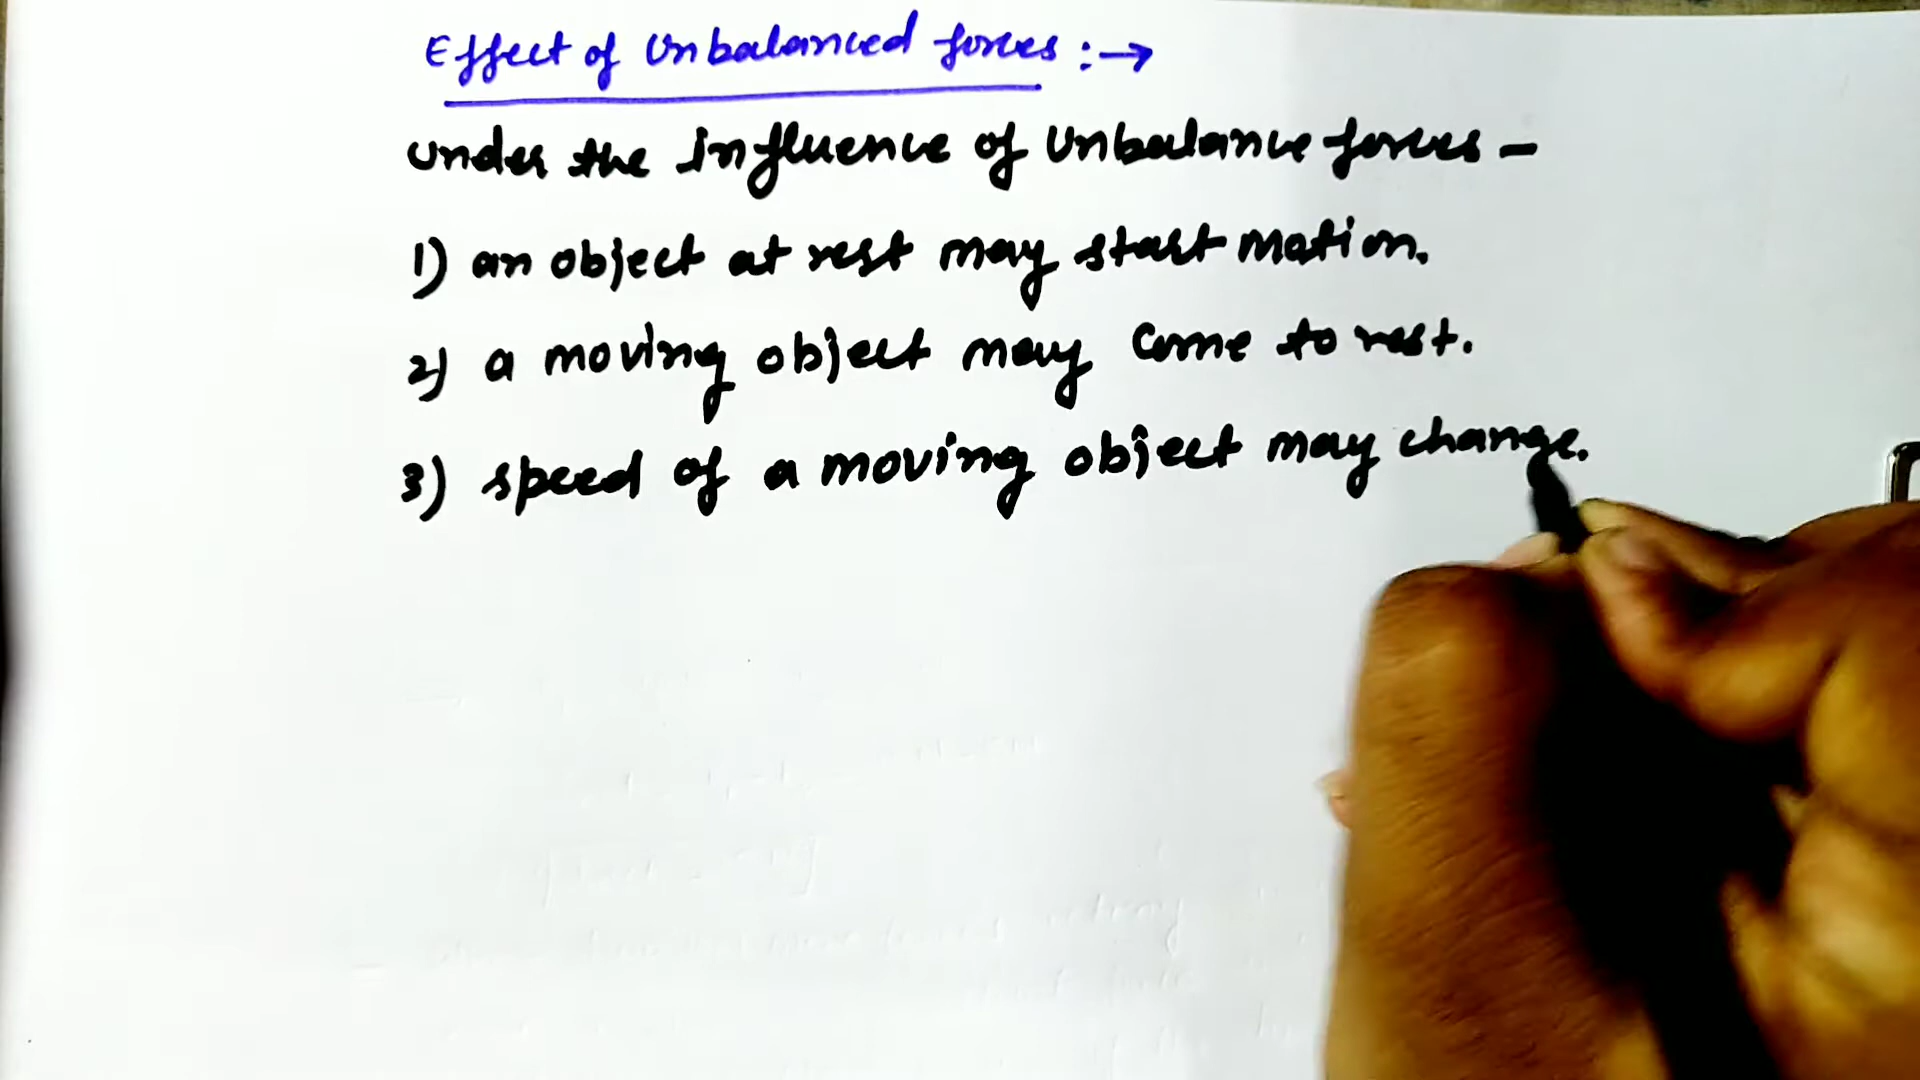 Effect of Unbalanced forces :→
under the influence of Unbalance forces -
1) an object at rest may start motion.
2) a moving object may come to rest.
3) speed of a moving object may change.